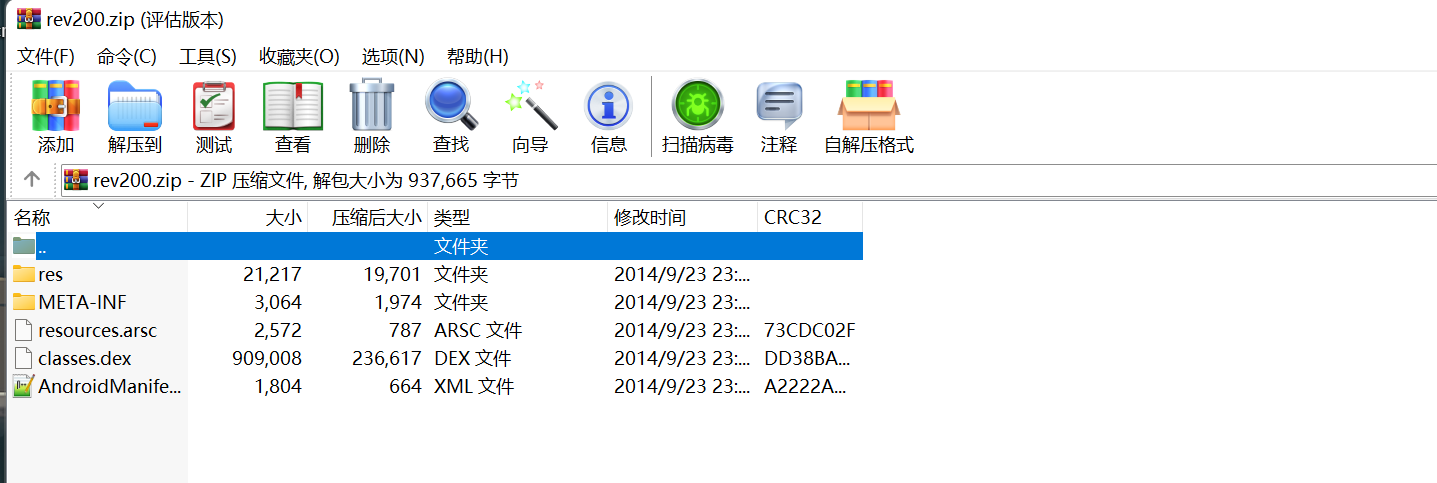 rev200.zip (评估版本)
文件(F) 命令(C) 工具(S) 收藏夹(O) 选项(N) 帮助(H)
添加 解压到 测试 查看 删除 查找 向导 信息 扫描病毒 注释 自解压格式
rev200.zip - ZIP 压缩文件, 解包大小为 937,665 字节
名称 大小 压缩后大小 类型 修改时间 CRC32
.. 文件夹
res 21,217 19,701 文件夹 2014/9/23 23:...
META-INF 3,064 1,974 文件夹 2014/9/23 23:...
resources.arsc 2,572 787 ARSC 文件 2014/9/23 23:... 73CDC02F
classes.dex 909,008 236,617 DEX 文件 2014/9/23 23:... DD38BA...
AndroidManife... 1,804 664 XML 文件 2014/9/23 23:... A2222A...